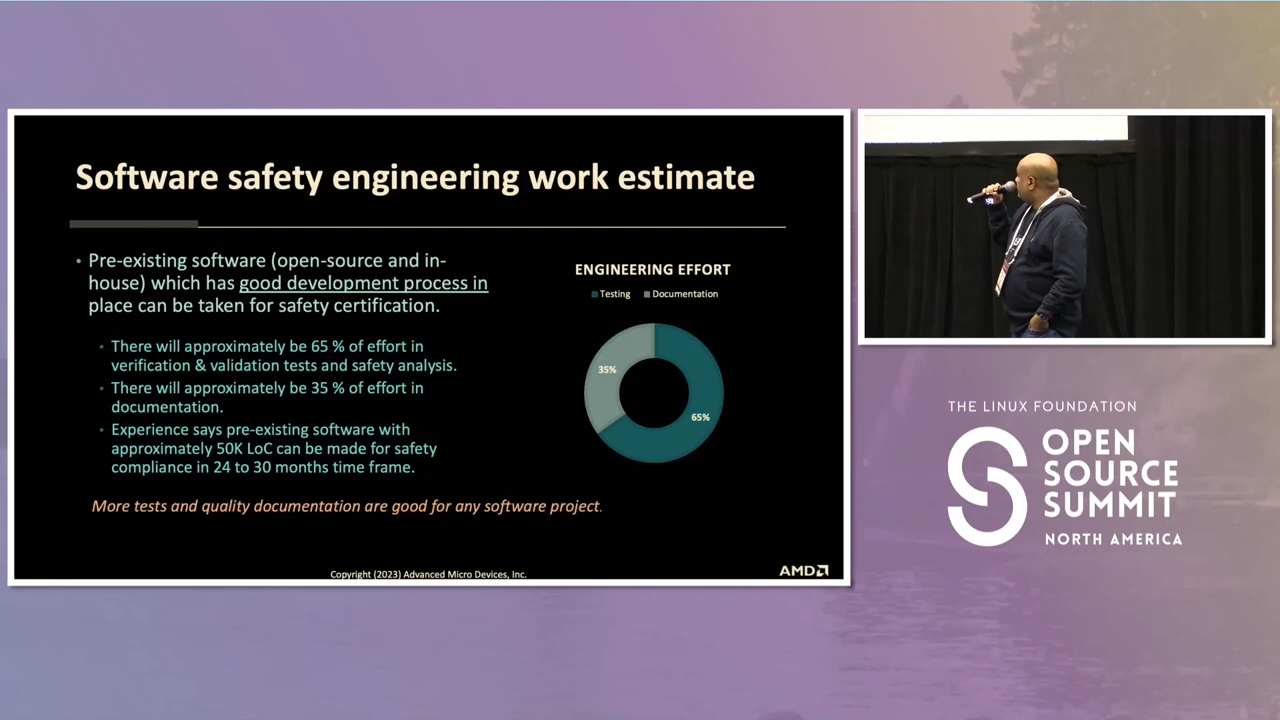 Software safety engineering work estimate
• Pre-existing software (open-source and in-
house) which has good development process in
place can be taken for safety certification.
• There will approximately be 65 % of effort in
verification & validation tests and safety analysis.
• There will approximately be 35 % of effort in
documentation.
• Experience says pre-existing software with
approximately 50K LoC can be made for safety
compliance in 24 to 30 months time frame.
More tests and quality documentation are good for any software project.
ENGINEERING EFFORT
Testing Documentation
35%
65%
Copyright (2023) Advanced Micro Devices, Inc.
AMD
THE LINUX FOUNDATION
OPEN
SOURCE
SUMMIT
NORTH AMERICA